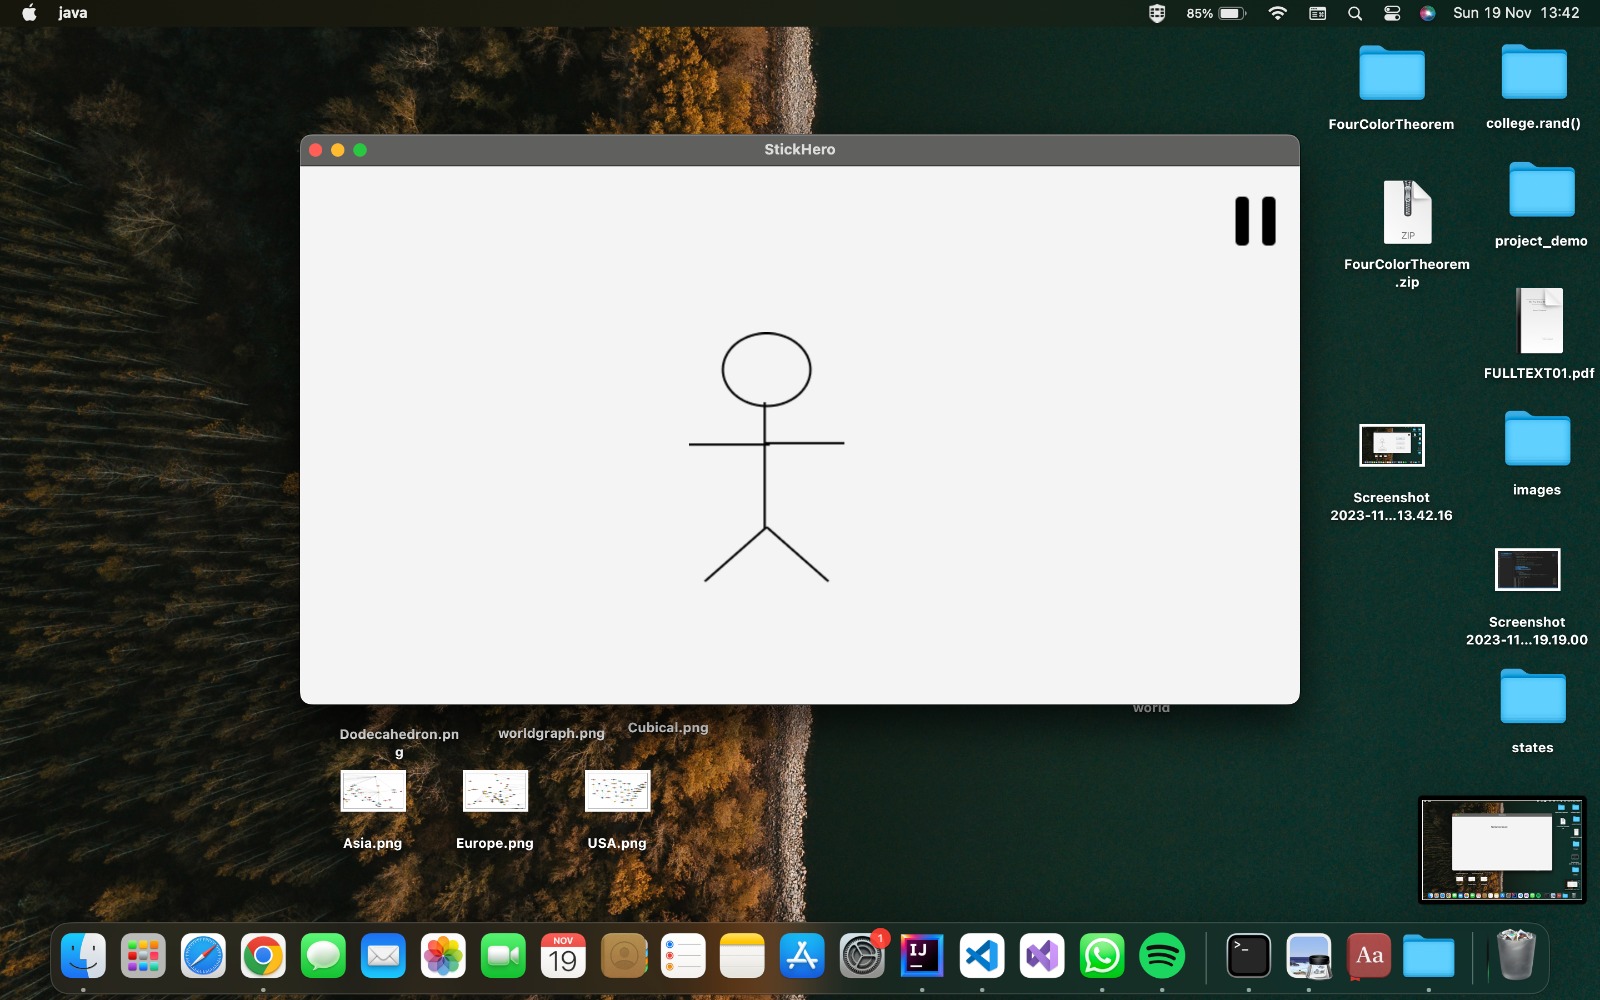 java
85%
Sun 19 Nov 13:42
StickHero
FourColorTheorem
college.rand()
ZIP
FourColorTheorem
.zip
project_demo
FULLTEXT01.pdf
Screenshot
2023-11...13.42.16
images
Screenshot
2023-11...19.19.00
states
world
Dodecahedron.pn
g
worldgraph.png
Cubical.png
Asia.png
Europe.png
USA.png
NOV
19
1
IJ
>_
Aa